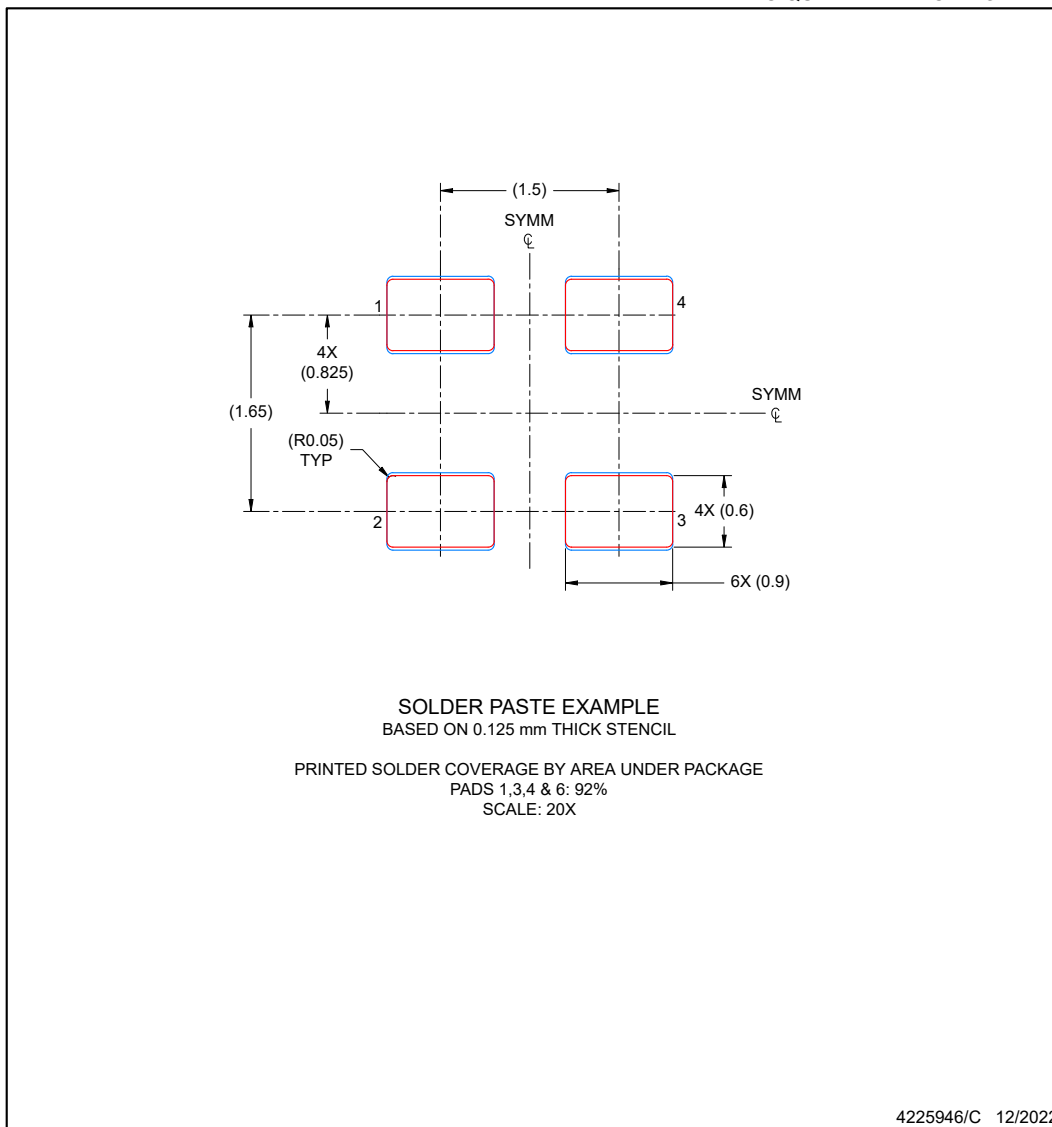 (1.5)
SYMM
℄
1
4
4X
(0.825)
(1.65)
SYMM
℄
(R0.05)
TYP
2
3
4X (0.6)
6X (0.9)
SOLDER PASTE EXAMPLE
BASED ON 0.125 mm THICK STENCIL
PRINTED SOLDER COVERAGE BY AREA UNDER PACKAGE
PADS 1,3,4 & 6: 92%
SCALE: 20X
4225946/C 12/2022